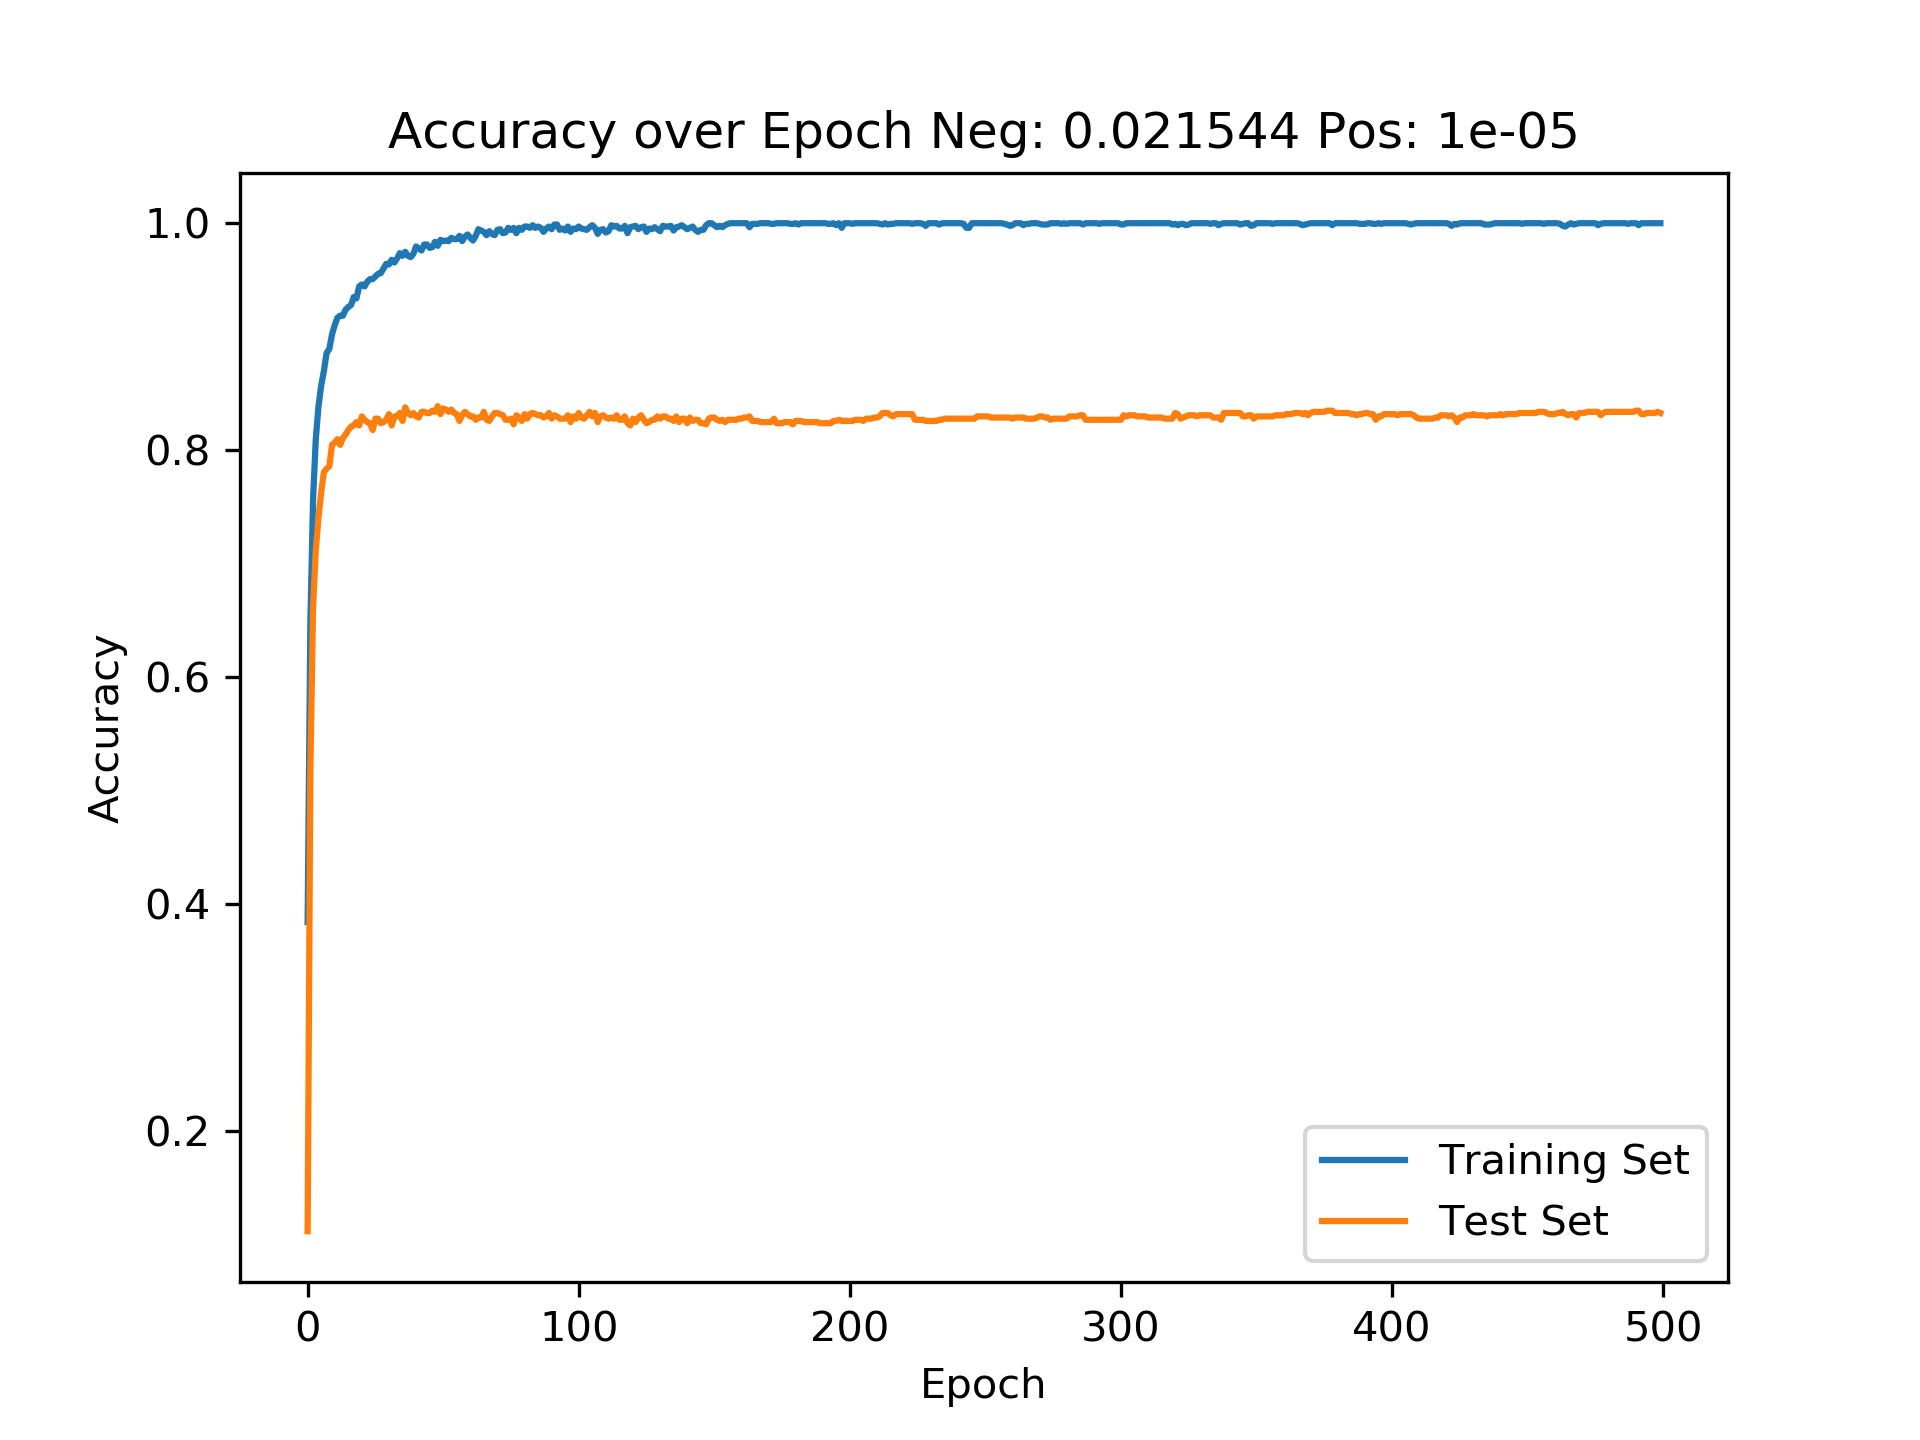 Accuracy over Epoch Neg: 0.021544 Pos: 1e-05
1.0
0.8
0.6
0.4
0.2
Accuracy
Training Set
Test Set
0 100 200 300 400 500
Epoch